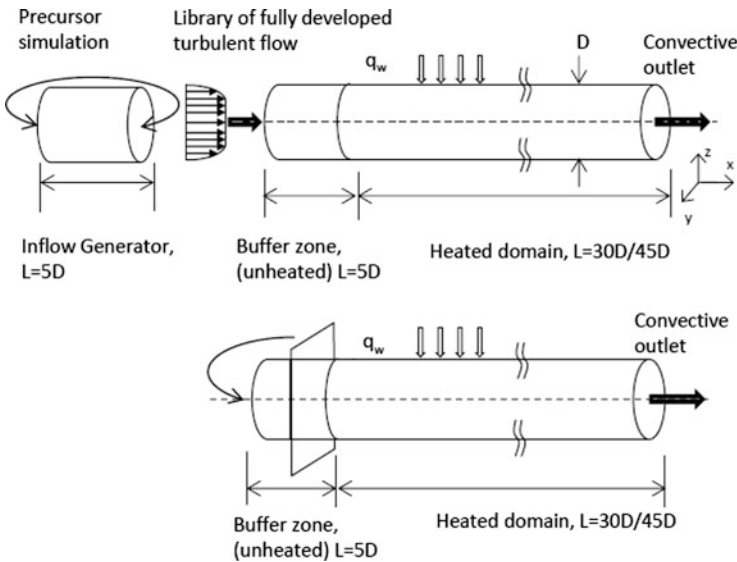 Precursor
simulation
Library of fully developed
turbulent flow
q_w
D
Convective
outlet
z
x
y
Inflow Generator,
L=5D
Buffer zone,
(unheated) L=5D
Heated domain, L=30D/45D
q_w
Convective
outlet
Buffer zone,
(unheated) L=5D
Heated domain, L=30D/45D